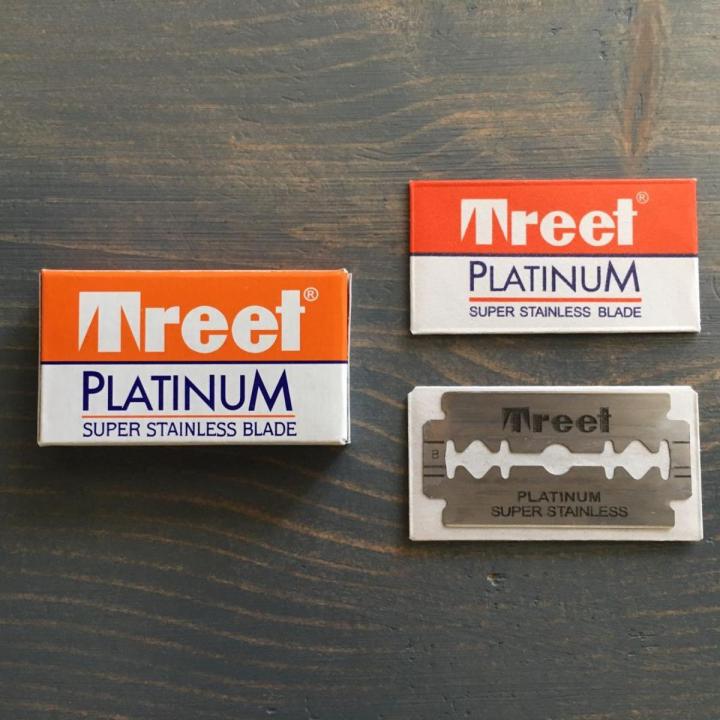 Treet®
PLATINUM
SUPER STAINLESS BLADE
Treet®
PLATINUM
SUPER STAINLESS BLADE
Treet
B
PLATINUM
SUPER STAINLESS